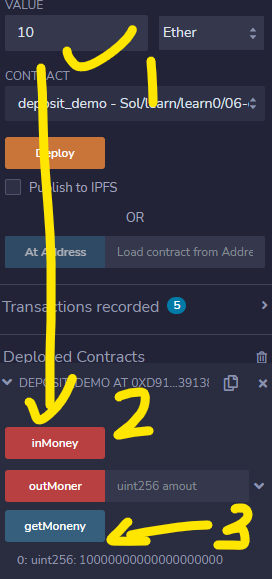 VALUE
10 Ether
CONTRACT
1
deposit_demo - Sol/learn/learn0/06-
Deploy
Publish to IPFS
OR
At Address Load contract from Addre
Transactions recorded 5
Deployed Contracts
DEPOSIT_DEMO AT 0XD91...39138
inMoney 2
outMoner uint256 amout
getMoneny 3
0: uint256: 10000000000000000000